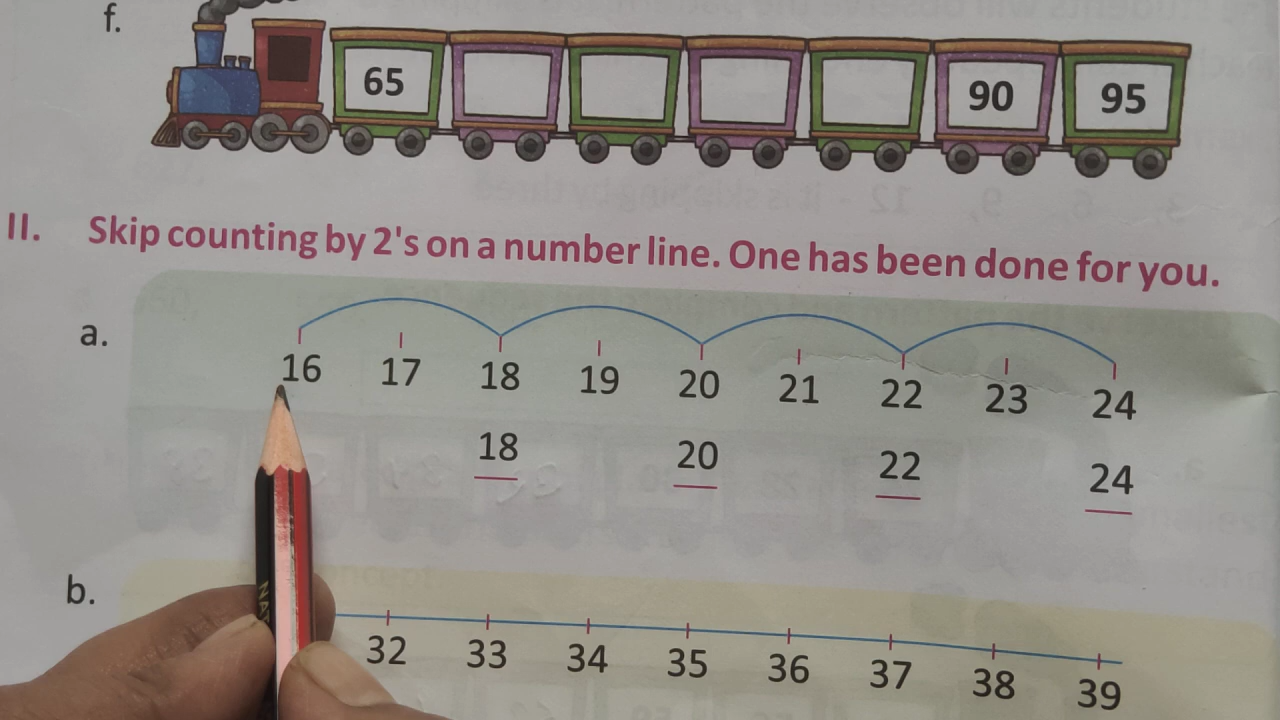 f.
65 90 95
II. Skip counting by 2's on a number line. One has been done for you.
a.
16 17 18 19 20 21 22 23 24
18 20 22 24
b.
32 33 34 35 36 37 38 39